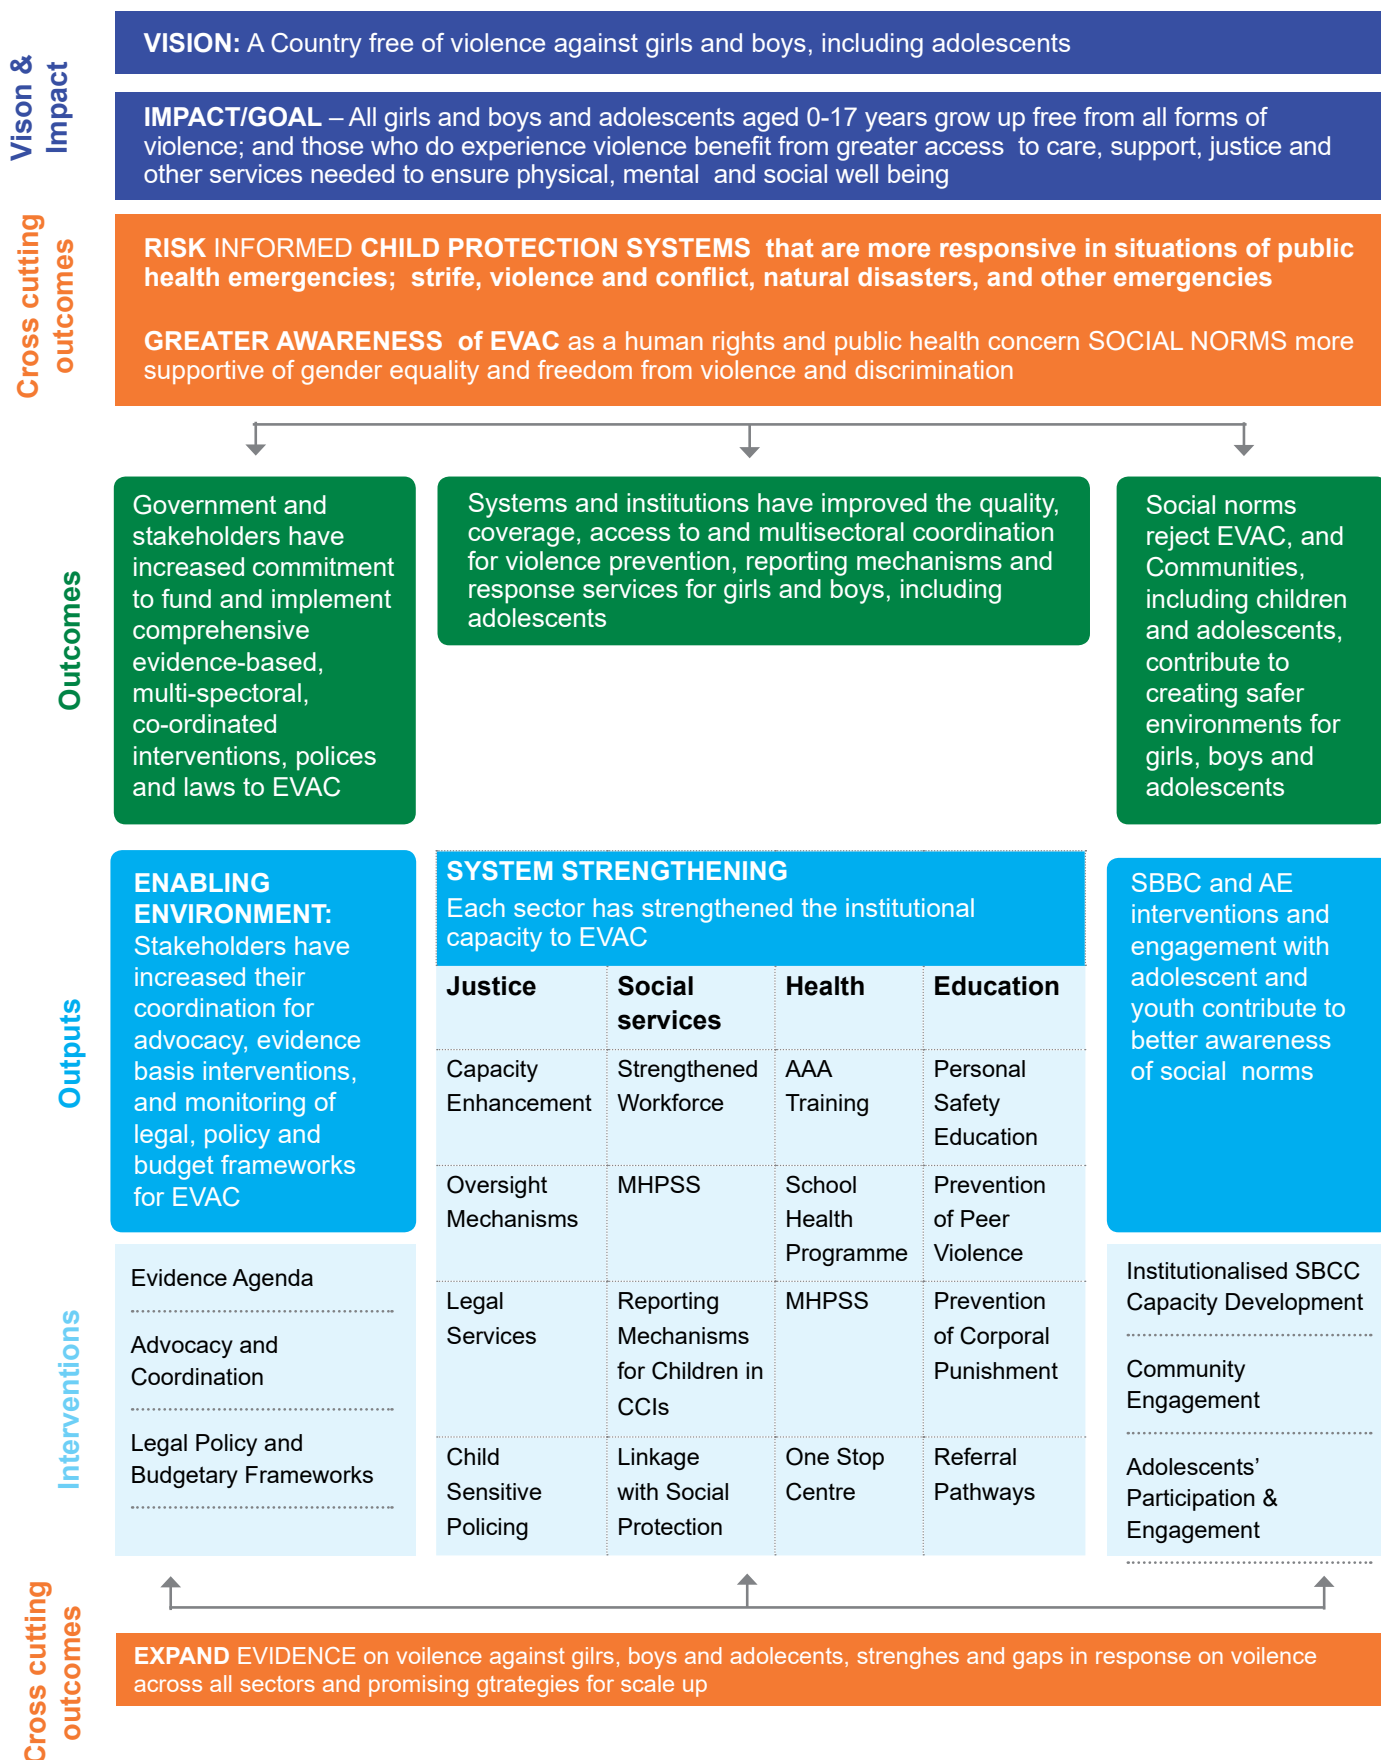 Vison &
Impact
VISION: A Country free of violence against girls and boys, including adolescents
IMPACT/GOAL – All girls and boys and adolescents aged 0-17 years grow up free from all forms of
violence; and those who do experience violence benefit from greater access to care, support, justice and
other services needed to ensure physical, mental and social well being
Cross cutting
outcomes
RISK INFORMED CHILD PROTECTION SYSTEMS that are more responsive in situations of public
health emergencies; strife, violence and conflict, natural disasters, and other emergencies
GREATER AWARENESS of EVAC as a human rights and public health concern SOCIAL NORMS more
supportive of gender equality and freedom from violence and discrimination
Outcomes
Government and
stakeholders have
increased commitment
to fund and implement
comprehensive
evidence-based,
multi-spectoral,
co-ordinated
interventions, polices
and laws to EVAC
Systems and institutions have improved the quality,
coverage, access to and multisectoral coordination
for violence prevention, reporting mechanisms and
response services for girls and boys, including
adolescents
Social norms
reject EVAC, and
Communities,
including children
and adolescents,
contribute to
creating safer
environments for
girls, boys and
adolescents
Outputs
ENABLING
ENVIRONMENT:
Stakeholders have
increased their
coordination for
advocacy, evidence
basis interventions,
and monitoring of
legal, policy and
budget frameworks
for EVAC
SYSTEM STRENGTHENING
Each sector has strengthened the institutional
capacity to EVAC
Justice
Social
services
Health
Education
Capacity
Enhancement
Strengthened
Workforce
AAA
Training
Personal
Safety
Education
Oversight
Mechanisms
MHPSS
School
Health
Programme
Prevention
of Peer
Violence
Legal
Services
Reporting
Mechanisms
for Children in
CCIs
MHPSS
Prevention
of Corporal
Punishment
Child
Sensitive
Policing
Linkage
with Social
Protection
One Stop
Centre
Referral
Pathways
SBBC and AE
interventions and
engagement with
adolescent and
youth contribute to
better awareness
of social norms
Interventions
Evidence Agenda
Advocacy and
Coordination
Legal Policy and
Budgetary Frameworks
Institutionalised SBCC
Capacity Development
Community
Engagement
Adolescents’
Participation &
Engagement
Cross cutting
outcomes
EXPAND EVIDENCE on voilence against gilrs, boys and adolecents, strenghes and gaps in response on voilence
across all sectors and promising gtrategies for scale up